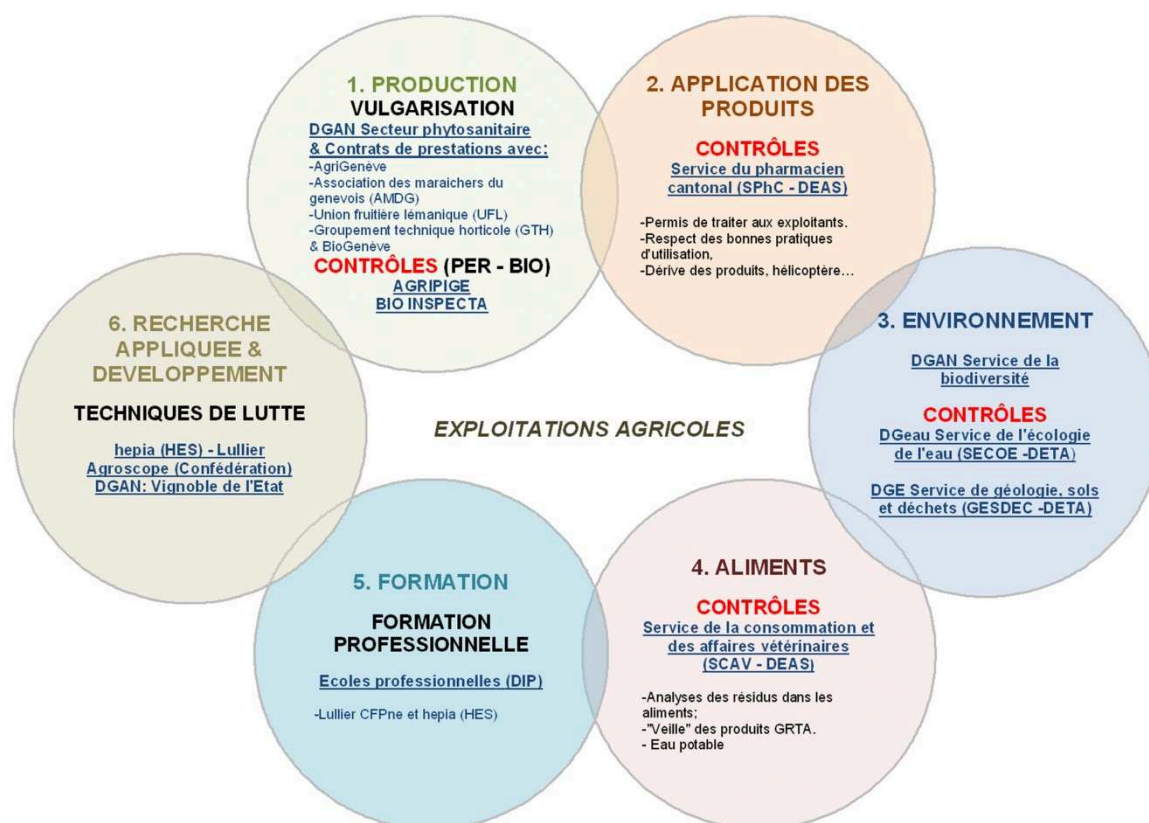 1. PRODUCTION
VULGARISATION
DGAN Secteur phytosanitaire
& Contrats de prestations avec:
-AgriGenève
-Association des maraichers du
genevois (AMDG)
-Union fruitière lémanique (UFL)
-Groupement technique horticole (GTH)
& BioGenève
CONTRÔLES (PER - BIO)
AGRIPIGE
BIO INSPECTA
2. APPLICATION DES
PRODUITS
CONTRÔLES
Service du pharmacien
cantonal (SPhC - DEAS)
-Permis de traiter aux exploitants.
-Respect des bonnes pratiques
d'utilisation,
-Dérive des produits, hélicoptère...
3. ENVIRONNEMENT
DGAN Service de la
biodiversité
CONTRÔLES
DGeau Service de l'écologie
de l'eau (SECOE -DETA)
DGE Service de géologie, sols
et déchets (GESDEC -DETA)
4. ALIMENTS
CONTRÔLES
Service de la consommation et
des affaires vétérinaires
(SCAV - DEAS)
-Analyses des résidus dans les
aliments;
-"Veille" des produits GRTA.
- Eau potable
5. FORMATION
FORMATION
PROFESSIONNELLE
Ecoles professionnelles (DIP)
-Lullier CFPne et hepia (HES)
6. RECHERCHE
APPLIQUEE &
DEVELOPPEMENT
TECHNIQUES DE LUTTE
hepia (HES) - Lullier
Agroscope (Confédération)
DGAN: Vignoble de l'Etat
EXPLOITATIONS AGRICOLES